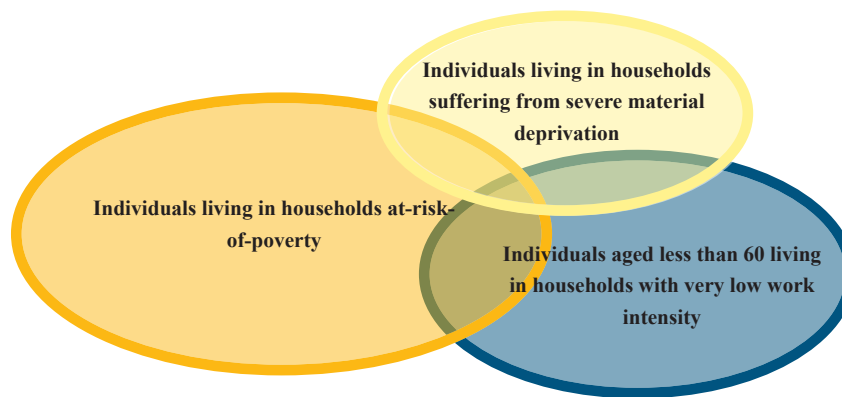 Individuals living in households
suffering from severe material
deprivation
Individuals living in households at-risk-
of-poverty
Individuals aged less than 60 living
in households with very low work
intensity